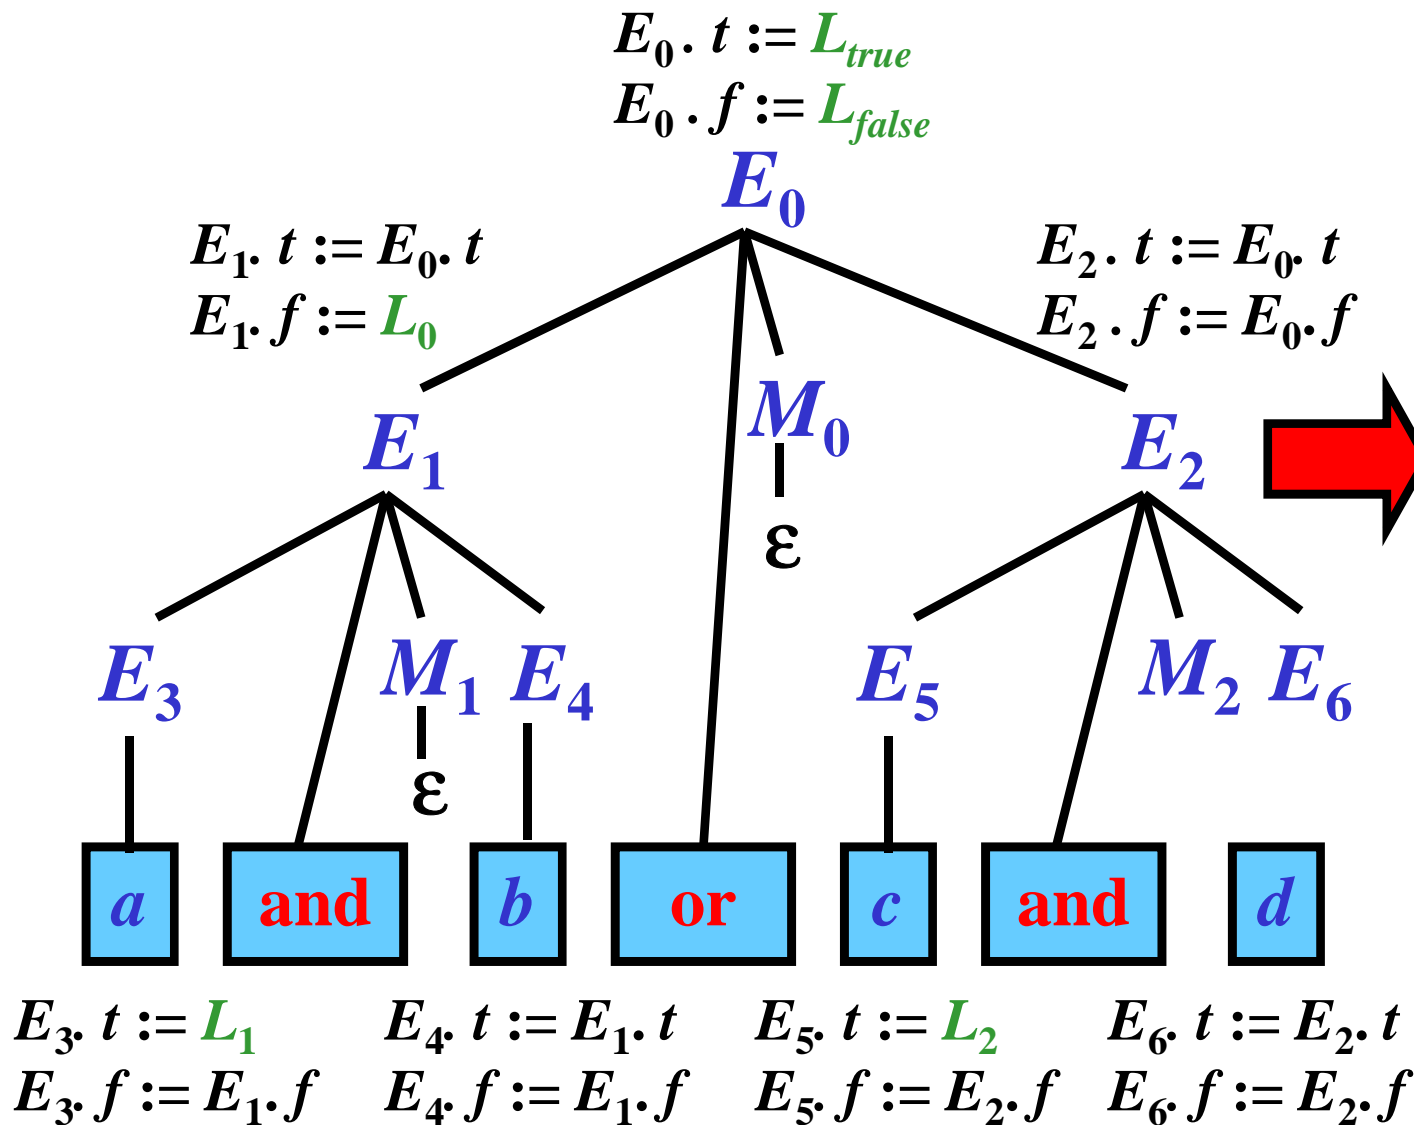 E₀. t := L_true
E₀. f := L_false
E₀
E₁. t := E₀. t
E₁. f := L₀
E₂. t := E₀. t
E₂. f := E₀. f
M₀
E₁
E₂
ε
E₃
M₁
E₄
E₅
M₂
E₆
ε
a
and
b
or
c
and
d
E₃. t := L₁
E₃. f := E₁. f
E₄. t := E₁. t
E₄. f := E₁. f
E₅. t := L₂
E₅. f := E₂. f
E₆. t := E₂. t
E₆. f := E₂. f